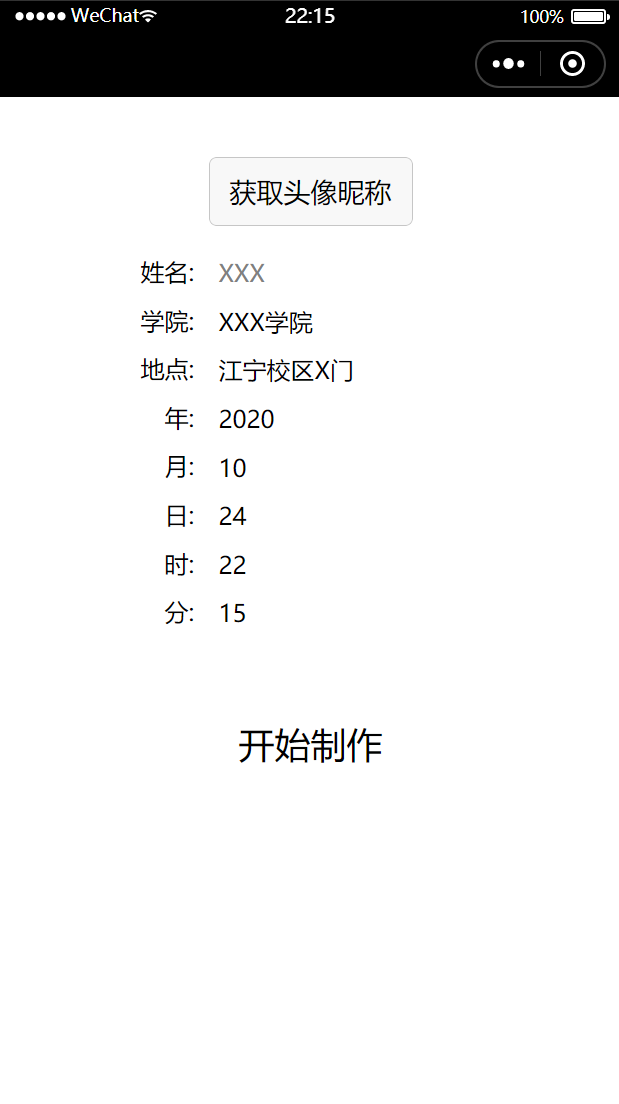 WeChat 22:15 100%
获取头像昵称
姓名: XXX
学院: XXX学院
地点: 江宁校区X门
年: 2020
月: 10
日: 24
时: 22
分: 15
开始制作